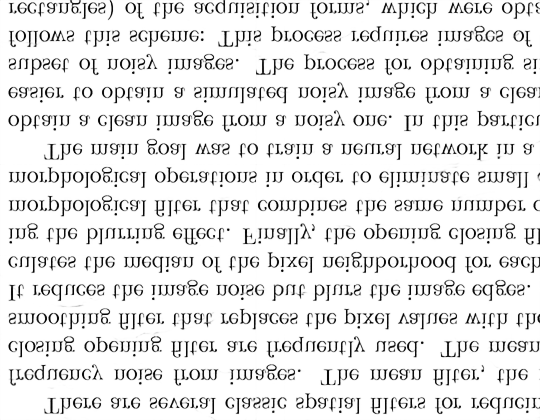 There are several classic spatial filters for reducin
frequency noise from images. The mean filter, the
closing opening filter are frequently used. The mean
smoothing filter that replaces the pixel values with the
It reduces the image noise but blurs the image edges.
culates the median of the pixel neighborhood for each
ing the blurring effect. Finally, the opening closing fil
morphological filter that combines the same number o
morphological operations in order to eliminate small
The main goal was to train a neural network in a
obtain a clean image from a noisy one. In this particu
easier to obtain a simulated noisy image from a clean
subset of noisy images. The process for obtaining si
follows this scheme: This process requires images of
rectangles) of the acquisition forms, which were obta